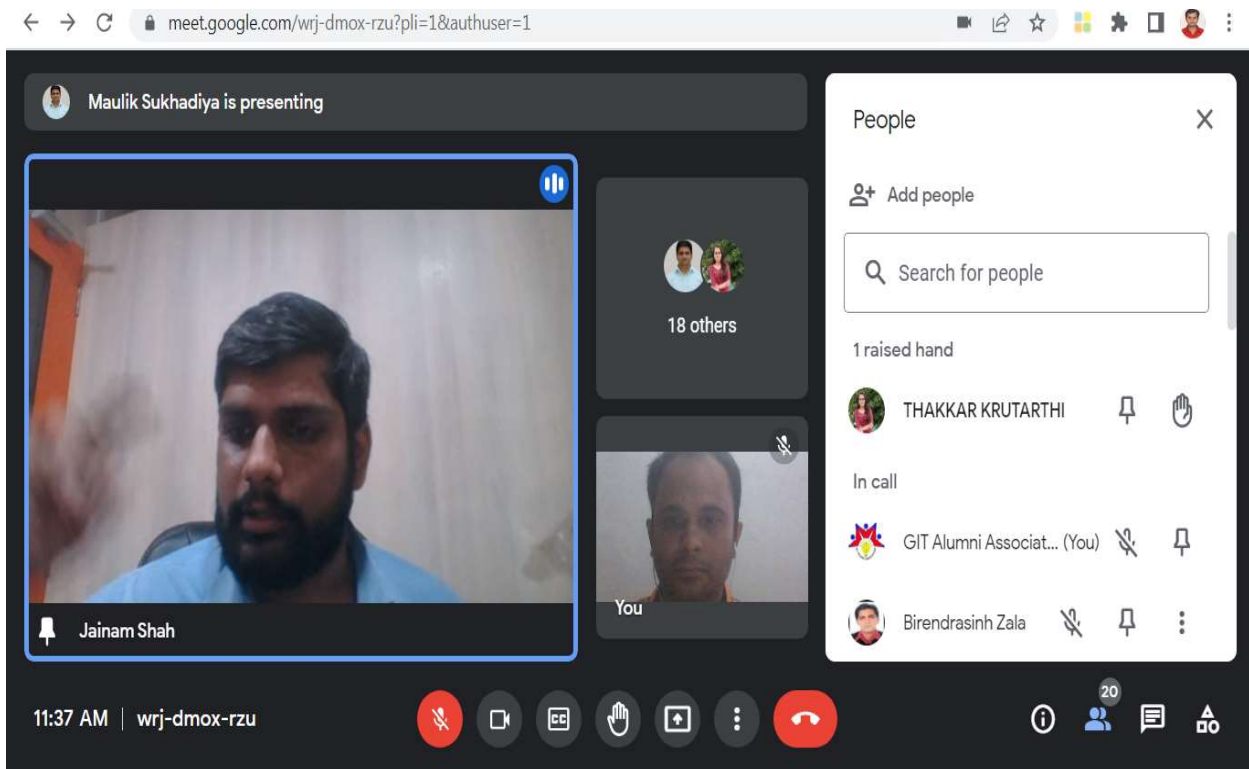 meet.google.com/wrj-dmox-rzu?pli=1&authuser=1
Maulik Sukhadiya is presenting
People
Add people
Search for people
18 others
1 raised hand
THAKKAR KRUTARTHI
In call
GIT Alumni Associat... (You)
You
Jainam Shah
Birendrasinh Zala
11:37 AM | wrj-dmox-rzu
CC
20